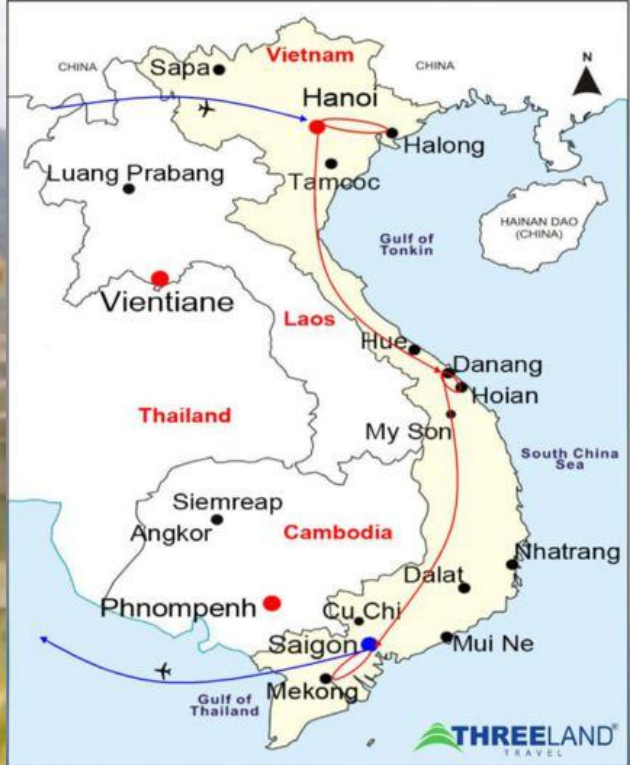 Vietnam
CHINA
CHINA
Sapa
N
Hanoi
Halong
Luang Prabang
Tamcoc
HAINAN DAO
(CHINA)
Gulf of
Tonkin
Vientiane
Laos
Hue
Danang
Hoian
Thailand
My Son
South China
Sea
Siemreap
Angkor
Cambodia
Nhatrang
Dalat
Phnompenh
Cu Chi
Saigon
Mui Ne
Mekong
Gulf of
Thailand
THREELAND®
TRAVEL